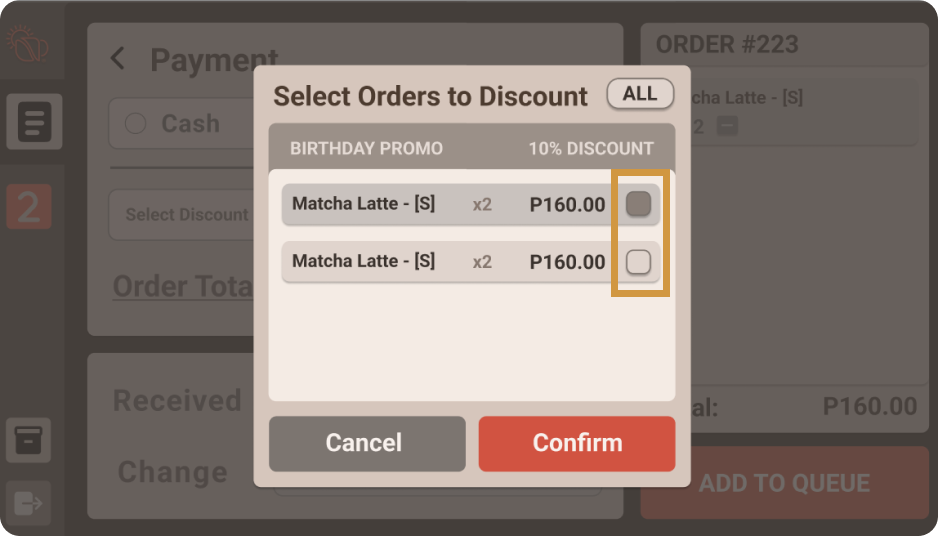 Payment
ORDER #223
Select Orders to Discount
ALL
cha Latte - [S]
2
Cash
BIRTHDAY PROMO
10% DISCOUNT
Matcha Latte - [S] x2 P160.00
2
Select Discount
Matcha Latte - [S] x2 P160.00
Order Tota
Received
al:
P160.00
Cancel
Confirm
Change
ADD TO QUEUE